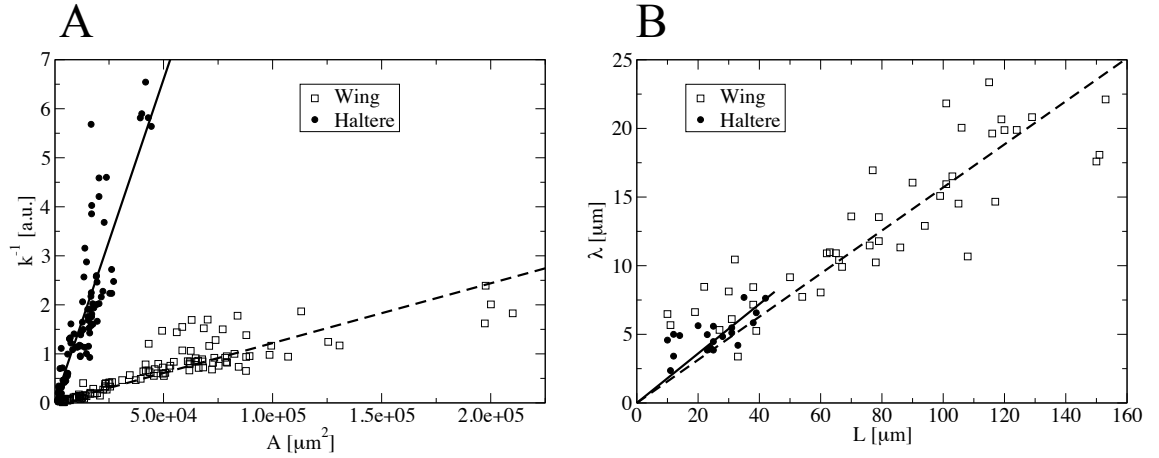 A
B
7
6
5
4
3
2
1
0
k⁻¹ [a.u.]
Wing
Haltere
5.0e+04
1.0e+05
1.5e+05
2.0e+05
A [μm²]
25
20
15
10
5
0
λ [μm]
Wing
Haltere
0
20
40
60
80
100
120
140
160
L [μm]